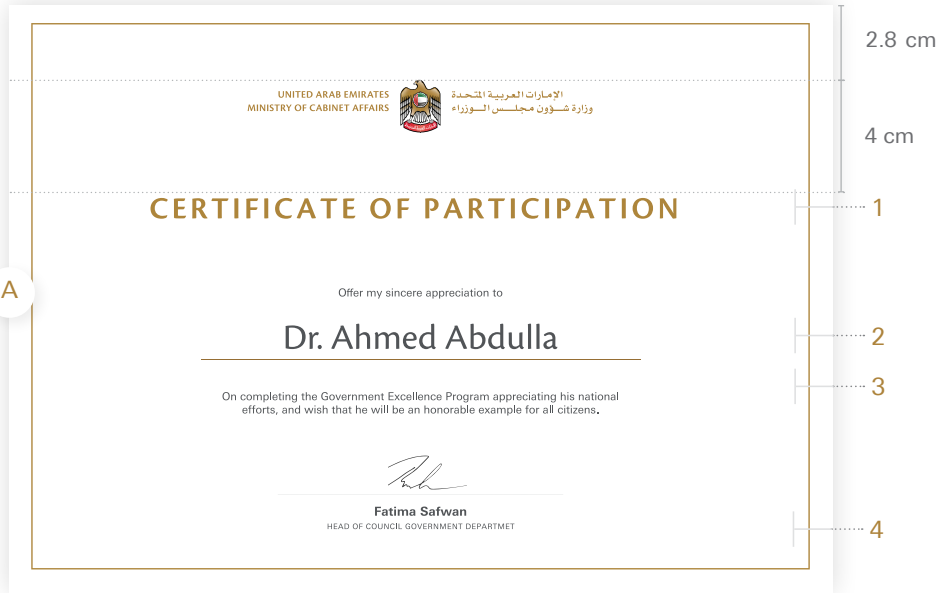 2.8 cm
UNITED ARAB EMIRATES
MINISTRY OF CABINET AFFAIRS
الإمارات العربية المتحدة
وزارة شـــؤون مجلـــس الـــوزراء
4 cm
CERTIFICATE OF PARTICIPATION
1
A
Offer my sincere appreciation to
Dr. Ahmed Abdulla
2
3
On completing the Government Excellence Program appreciating his national
efforts, and wish that he will be an honorable example for all citizens.
Fatima Safwan
HEAD OF COUNCIL GOVERNMENT DEPARTMET
4